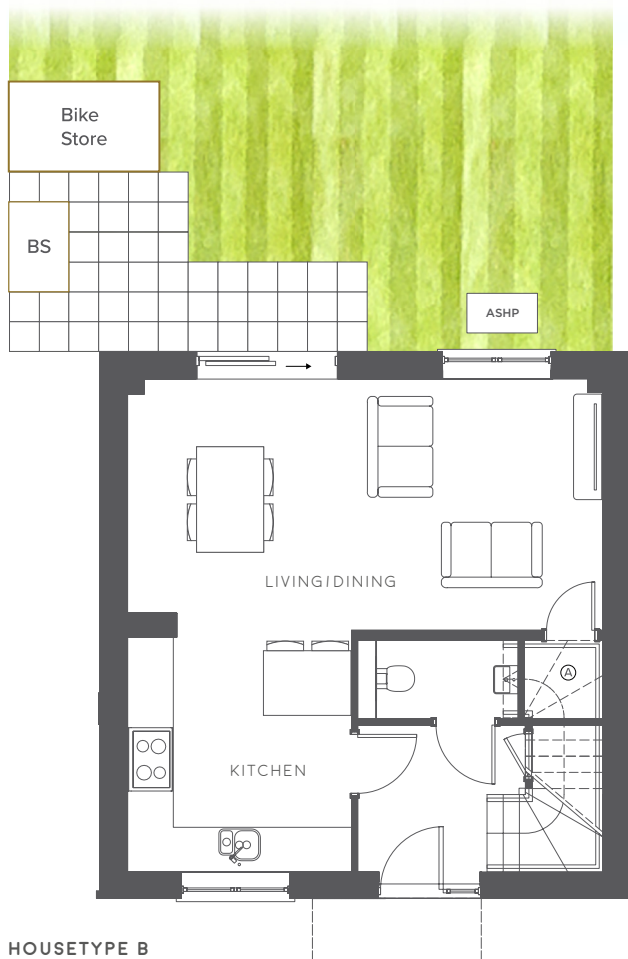 Bike
Store
BS
ASHP
LIVING/DINING
A
KITCHEN
HOUSETYPE B